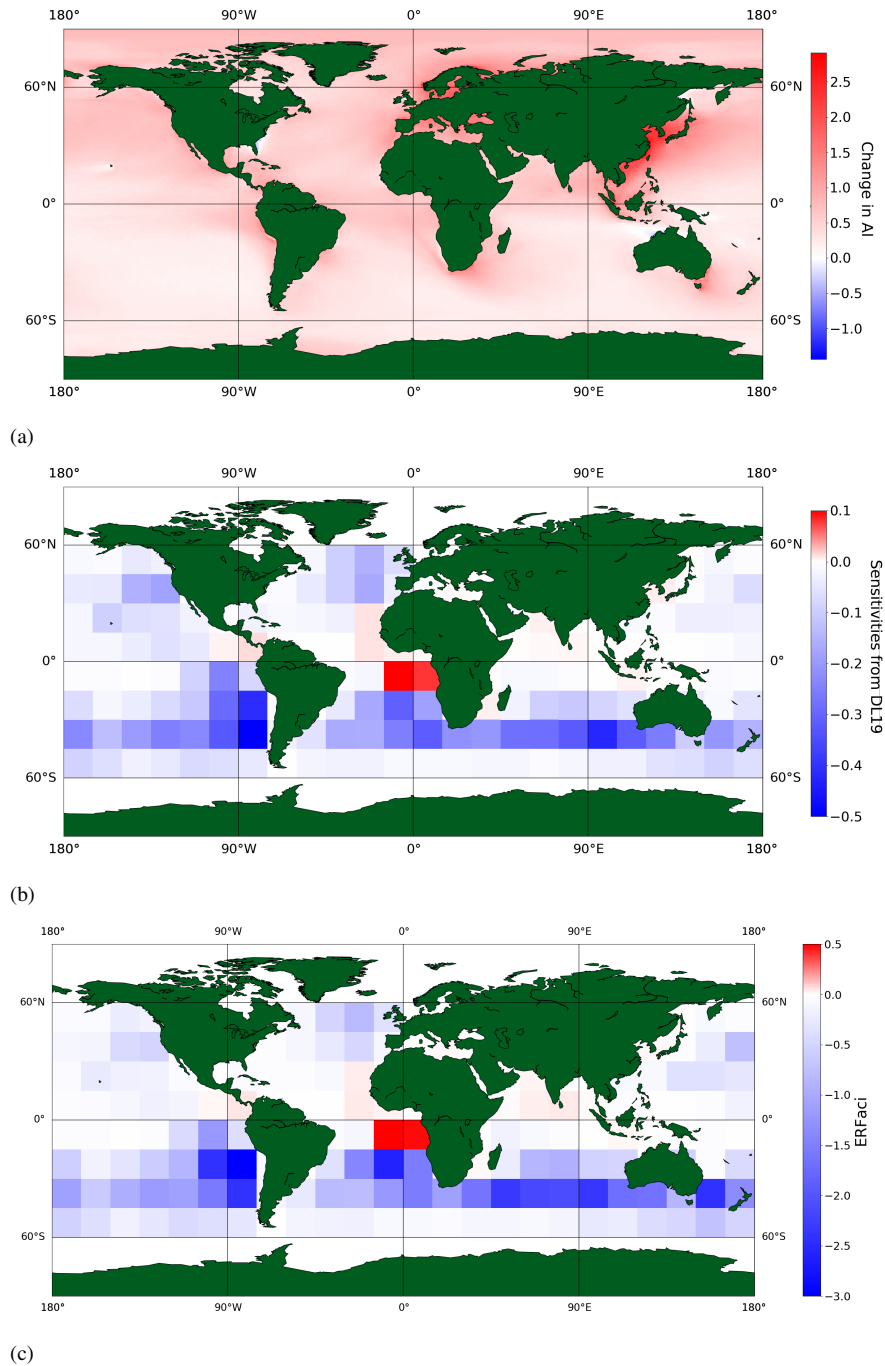 180° 90°W 0° 90°E 180°
60°N 60°N
0° 0°
60°S 60°S
180° 90°W 0° 90°E 180°
2.5
2.0
1.5
1.0
0.5
0.0
−0.5
−1.0
Change in AI
(a)
180° 90°W 0° 90°E 180°
60°N 60°N
0° 0°
60°S 60°S
180° 90°W 0° 90°E 180°
0.1
0.0
−0.1
−0.2
−0.3
−0.4
−0.5
Sensitivities from DL19
(b)
180° 90°W 0° 90°E 180°
60°N 60°N
0° 0°
60°S 60°S
180° 90°W 0° 90°E 180°
0.5
0.0
−0.5
−1.0
−1.5
−2.0
−2.5
−3.0
ERFaci
(c)